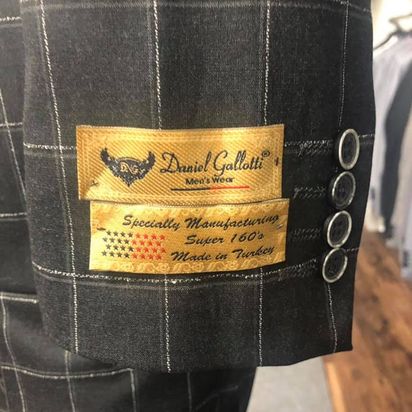 DG
Daniel Gallotti®
Men's Wear
Specially Manufacturing
Super 160's
Made in Turkey